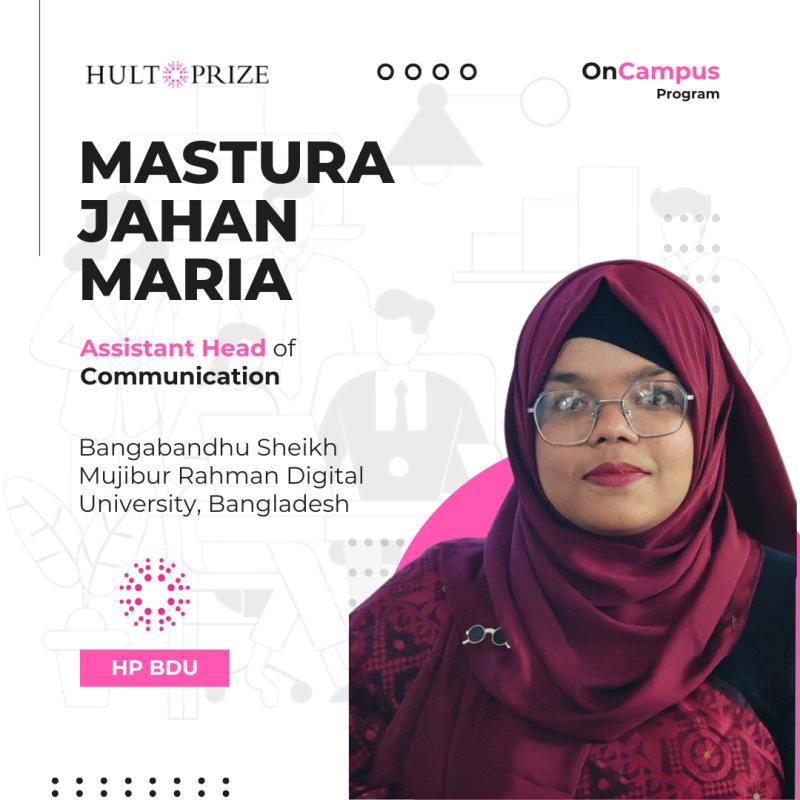 HULT PRIZE
OnCampus
Program
MASTURA
JAHAN
MARIA
Assistant Head of
Communication
Bangabandhu Sheikh
Mujibur Rahman Digital
University, Bangladesh
HP BDU